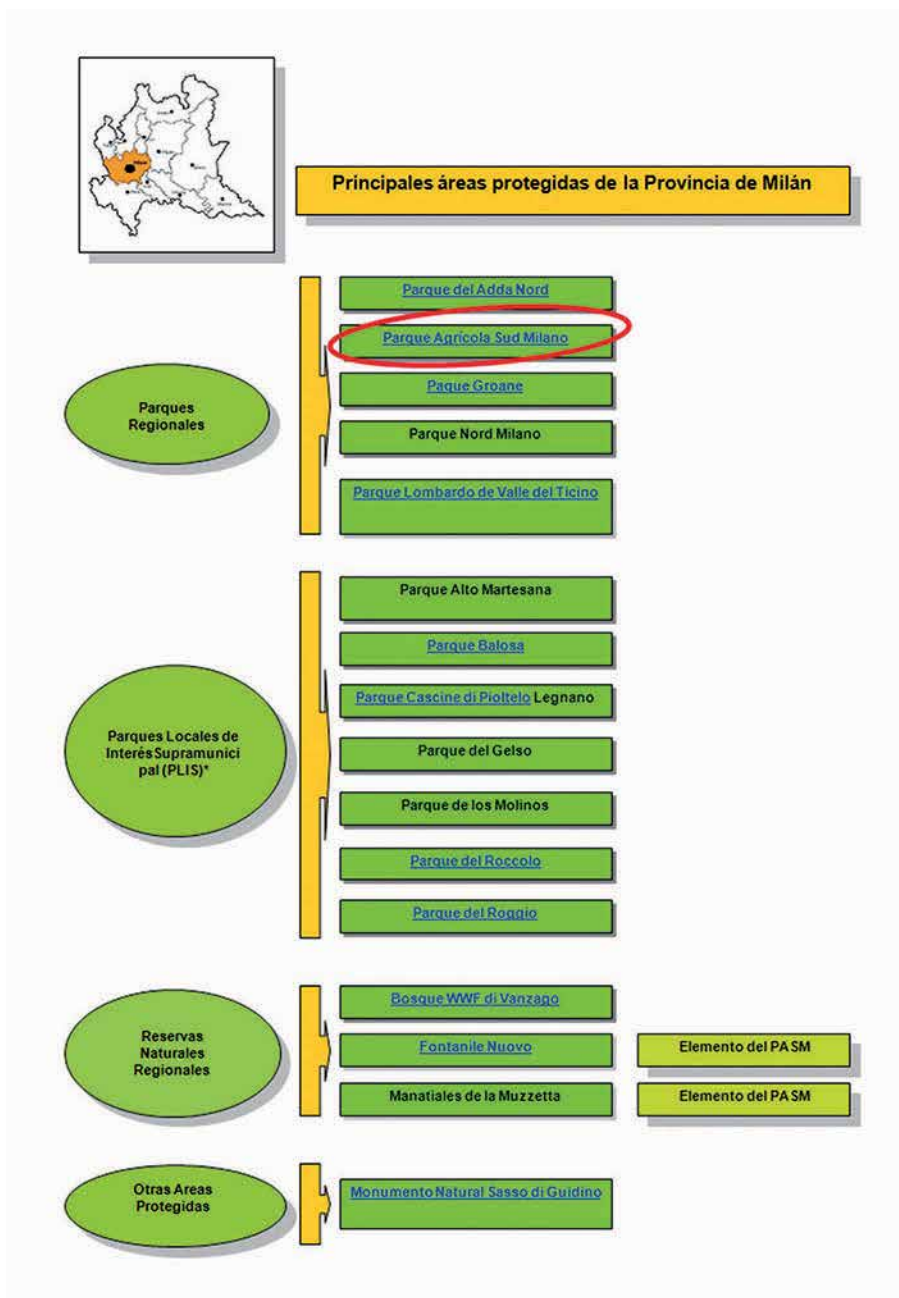 Principales áreas protegidas de la Provincia de Milán
Parques
Regionales
Parque del Adda Nord
Parque Agrícola Sud Milano
Paque Groane
Parque Nord Milano
Parque Lombardo de Valle del Ticino
Parques Locales de
Interés Supramunici
pal (PLIS)*
Parque Alto Martesana
Parque Balosa
Parque Cascine di Pioltelo Legnano
Parque del Gelso
Parque de los Molinos
Parque del Roccolo
Parque del Roggio
Reservas
Naturales
Regionales
Bosque WWF di Vanzago
Fontanile Nuovo
Elemento del PASM
Manatiales de la Muzzetta
Elemento del PASM
Otras Areas
Protegidas
Monumento Natural Sasso di Guidino